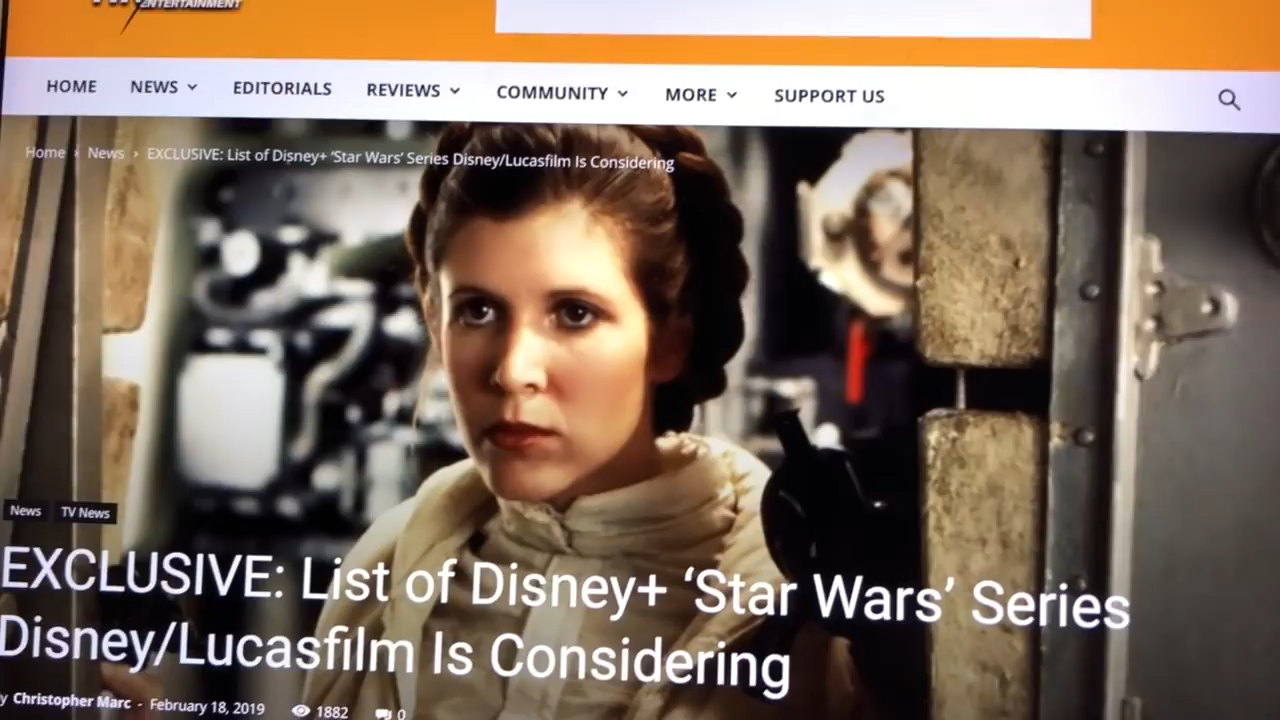 ENTERTAINMENT
HOME NEWS EDITORIALS REVIEWS COMMUNITY MORE SUPPORT US
Home › News › EXCLUSIVE: List of Disney+ 'Star Wars' Series Disney/Lucasfilm Is Considering
News TV News
EXCLUSIVE: List of Disney+ ‘Star Wars’ Series
Disney/Lucasfilm Is Considering
y Christopher Marc - February 18, 2019 1882 0